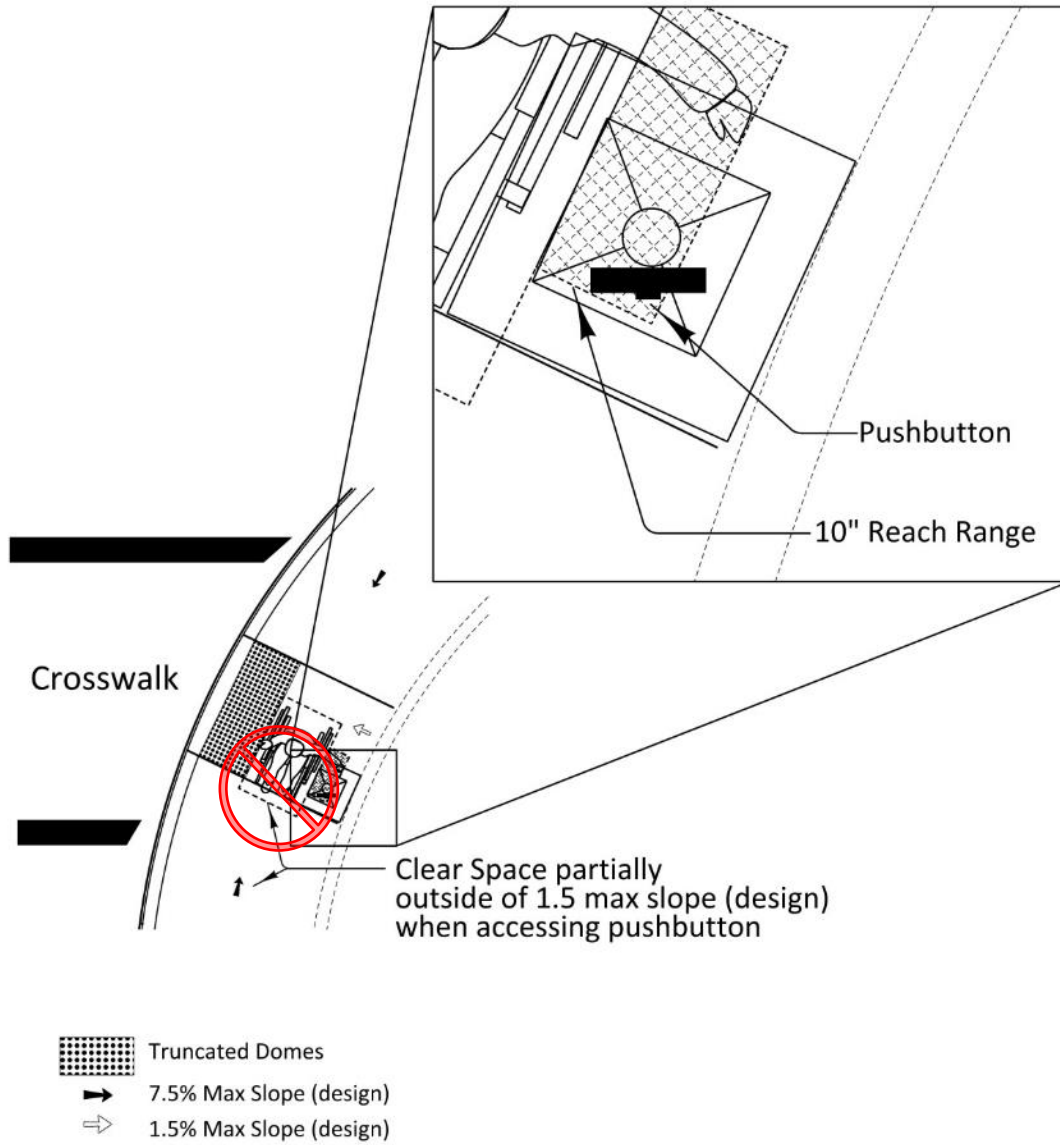 Pushbutton
10" Reach Range
Crosswalk
Clear Space partially
outside of 1.5 max slope (design)
when accessing pushbutton
Truncated Domes
7.5% Max Slope (design)
1.5% Max Slope (design)